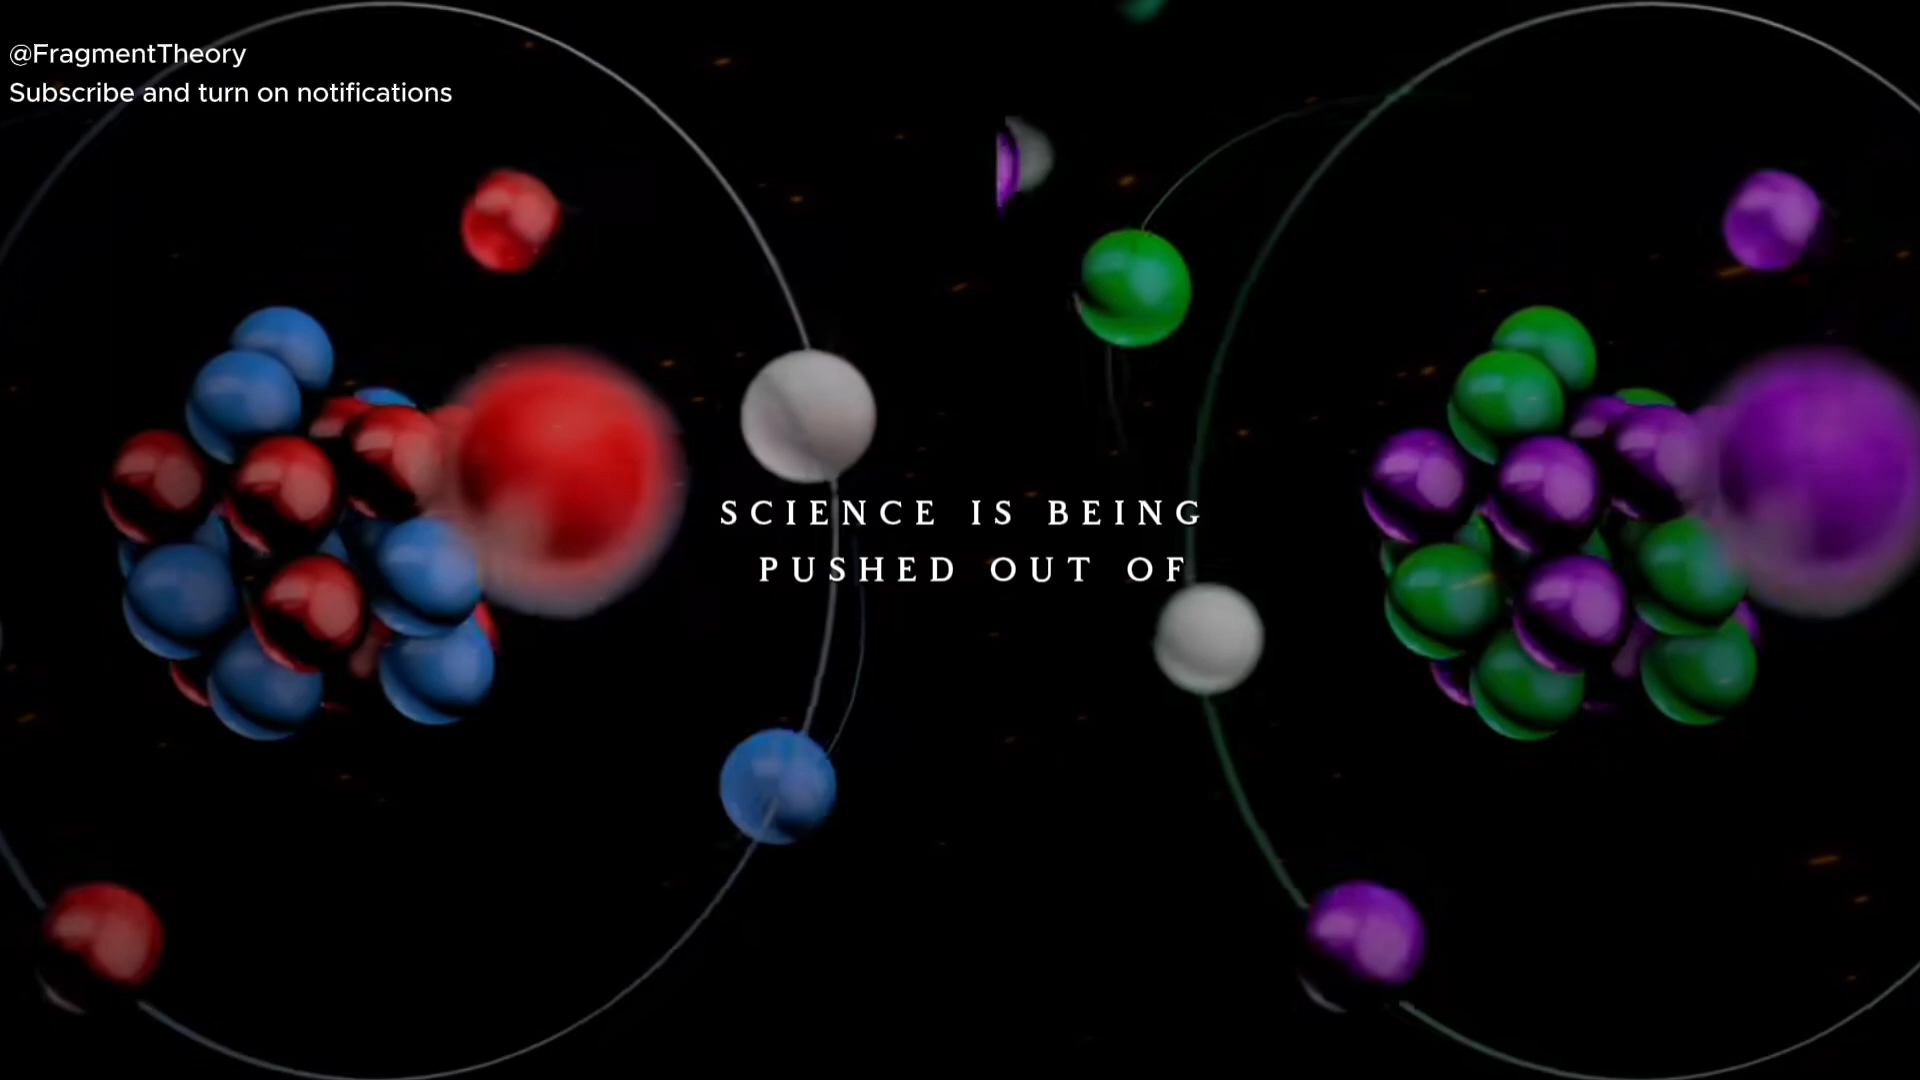 @FragmentTheory
Subscribe and turn on notifications
SCIENCE IS BEING
PUSHED OUT OF